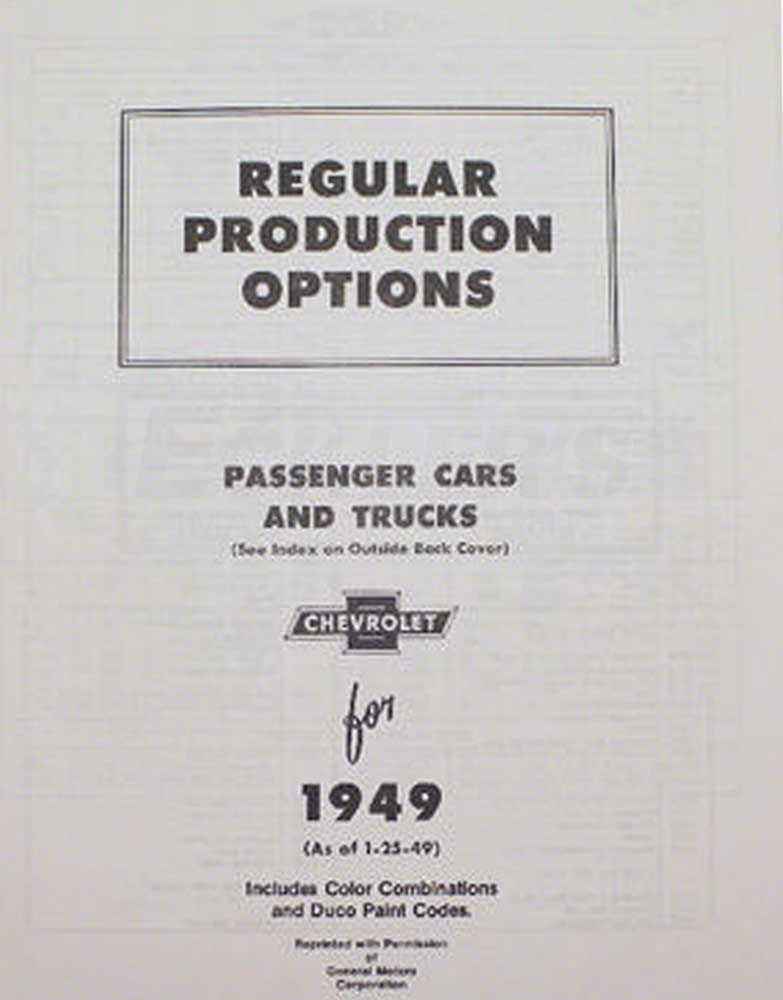 REGULAR
PRODUCTION
OPTIONS
PASSENGER CARS
AND TRUCKS
(See Index on Outside Back Cover)
CHEVROLET
for
1949
(As of 1-25-49)
Includes Color Combinations
and Duco Paint Codes.
Reprinted with Permission
of
General Motors
Corporation